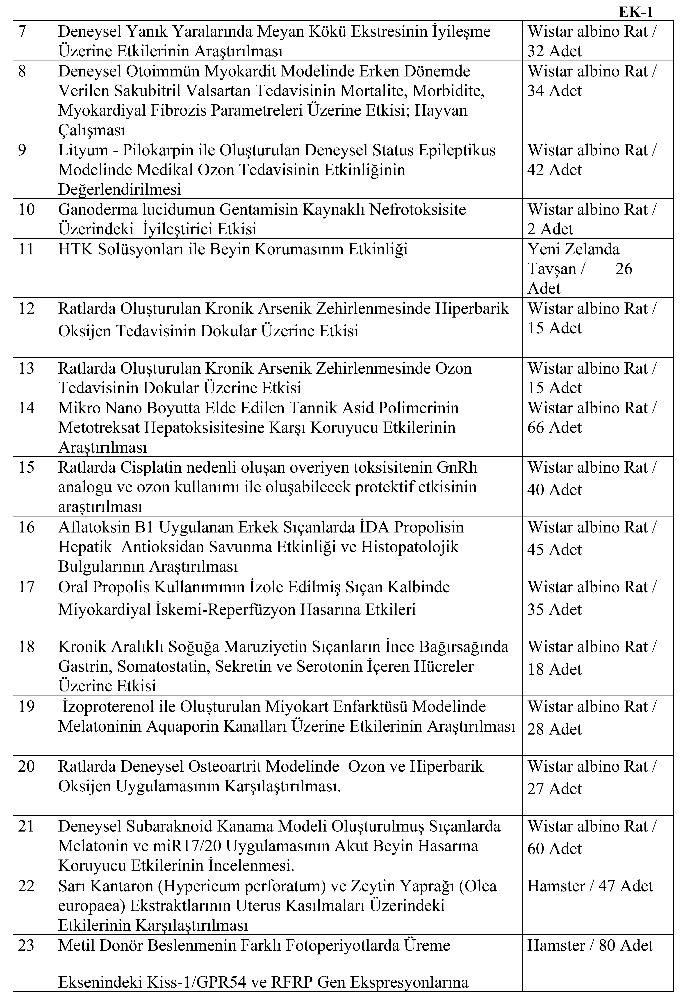 EK-1
7 Deneysel Yanık Yaralarında Meyan Kökü Ekstresinin İyileşme Wistar albino Rat /
Üzerine Etkilerinin Araştırılması 32 Adet
8 Deneysel Otoimmün Myokardit Modelinde Erken Dönemde Wistar albino Rat /
Verilen Sakubitril Valsartan Tedavisinin Mortalite, Morbidite, 34 Adet
Myokardiyal Fibrozis Parametreleri Üzerine Etkisi; Hayvan
Çalışması
9 Lityum - Pilokarpin ile Oluşturulan Deneysel Status Epileptikus Wistar albino Rat /
Modelinde Medikal Ozon Tedavisinin Etkinliğinin 42 Adet
Değerlendirilmesi
10 Ganoderma lucidumun Gentamisin Kaynaklı Nefrotoksisite Wistar albino Rat /
Üzerindeki  İyileştirici Etkisi 2 Adet
11 HTK Solüsyonları ile Beyin Korumasının Etkinliği Yeni Zelanda
Tavşan / 26
Adet
12 Ratlarda Oluşturulan Kronik Arsenik Zehirlenmesinde Hiperbarik Wistar albino Rat /
Oksijen Tedavisinin Dokular Üzerine Etkisi 15 Adet
13 Ratlarda Oluşturulan Kronik Arsenik Zehirlenmesinde Ozon Wistar albino Rat /
Tedavisinin Dokular Üzerine Etkisi 15 Adet
14 Mikro Nano Boyutta Elde Edilen Tannik Asid Polimerinin Wistar albino Rat /
Metotreksat Hepatoksisitesine Karşı Koruyucu Etkilerinin 66 Adet
Araştırılması
15 Ratlarda Cisplatin nedenli oluşan overiyen toksisitenin GnRh Wistar albino Rat /
analogu ve ozon kullanımı ile oluşabilecek protektif etkisinin 40 Adet
araştırılması
16 Aflatoksin B1 Uygulanan Erkek Sıçanlarda İDA Propolisin Wistar albino Rat /
Hepatik  Antioksidan Savunma Etkinliği ve Histopatolojik 45 Adet
Bulgularının Araştırılması
17 Oral Propolis Kullanımının İzole Edilmiş Sıçan Kalbinde Wistar albino Rat /
Miyokardiyal İskemi-Reperfüzyon Hasarına Etkileri 35 Adet
18 Kronik Aralıklı Soğuğa Maruziyetin Sıçanların İnce Bağırsağında Wistar albino Rat /
Gastrin, Somatostatin, Sekretin ve Serotonin İçeren Hücreler 18 Adet
Üzerine Etkisi
19 İzoproterenol ile Oluşturulan Miyokart Enfarktüsü Modelinde Wistar albino Rat /
Melatoninin Aquaporin Kanalları Üzerine Etkilerinin Araştırılması 28 Adet
20 Ratlarda Deneysel Osteoartrit Modelinde  Ozon ve Hiperbarik Wistar albino Rat /
Oksijen Uygulamasının Karşılaştırılması. 27 Adet
21 Deneysel Subaraknoid Kanama Modeli Oluşturulmuş Sıçanlarda Wistar albino Rat /
Melatonin ve miR17/20 Uygulamasının Akut Beyin Hasarına 60 Adet
Koruyucu Etkilerinin İncelenmesi.
22 Sarı Kantaron (Hypericum perforatum) ve Zeytin Yaprağı (Olea Hamster / 47 Adet
europaea) Ekstraktlarının Uterus Kasılmaları Üzerindeki
Etkilerinin Karşılaştırılması
23 Metil Donör Beslenmenin Farklı Fotoperiyotlarda Üreme Hamster / 80 Adet
Eksenindeki Kiss-1/GPR54 ve RFRP Gen Ekspresyonlarına